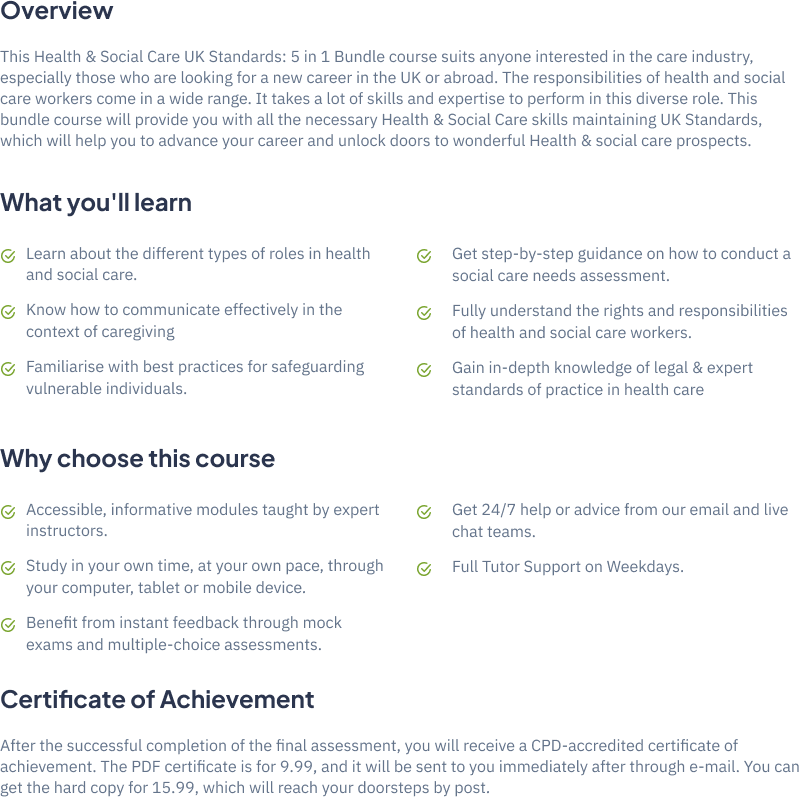 Overview
This Health & Social Care UK Standards: 5 in 1 Bundle course suits anyone interested in the care industry,
especially those who are looking for a new career in the UK or abroad. The responsibilities of health and social
care workers come in a wide range. It takes a lot of skills and expertise to perform in this diverse role. This
bundle course will provide you with all the necessary Health & Social Care skills maintaining UK Standards,
which will help you to advance your career and unlock doors to wonderful Health & social care prospects.
What you'll learn
Learn about the different types of roles in health
and social care.
Know how to communicate effectively in the
context of caregiving
Familiarise with best practices for safeguarding
vulnerable individuals.
Get step-by-step guidance on how to conduct a
social care needs assessment.
Fully understand the rights and responsibilities
of health and social care workers.
Gain in-depth knowledge of legal & expert
standards of practice in health care
Why choose this course
Accessible, informative modules taught by expert
instructors.
Study in your own time, at your own pace, through
your computer, tablet or mobile device.
Benefit from instant feedback through mock
exams and multiple-choice assessments.
Get 24/7 help or advice from our email and live
chat teams.
Full Tutor Support on Weekdays.
Certificate of Achievement
After the successful completion of the final assessment, you will receive a CPD-accredited certificate of
achievement. The PDF certificate is for 9.99, and it will be sent to you immediately after through e-mail. You can
get the hard copy for 15.99, which will reach your doorsteps by post.